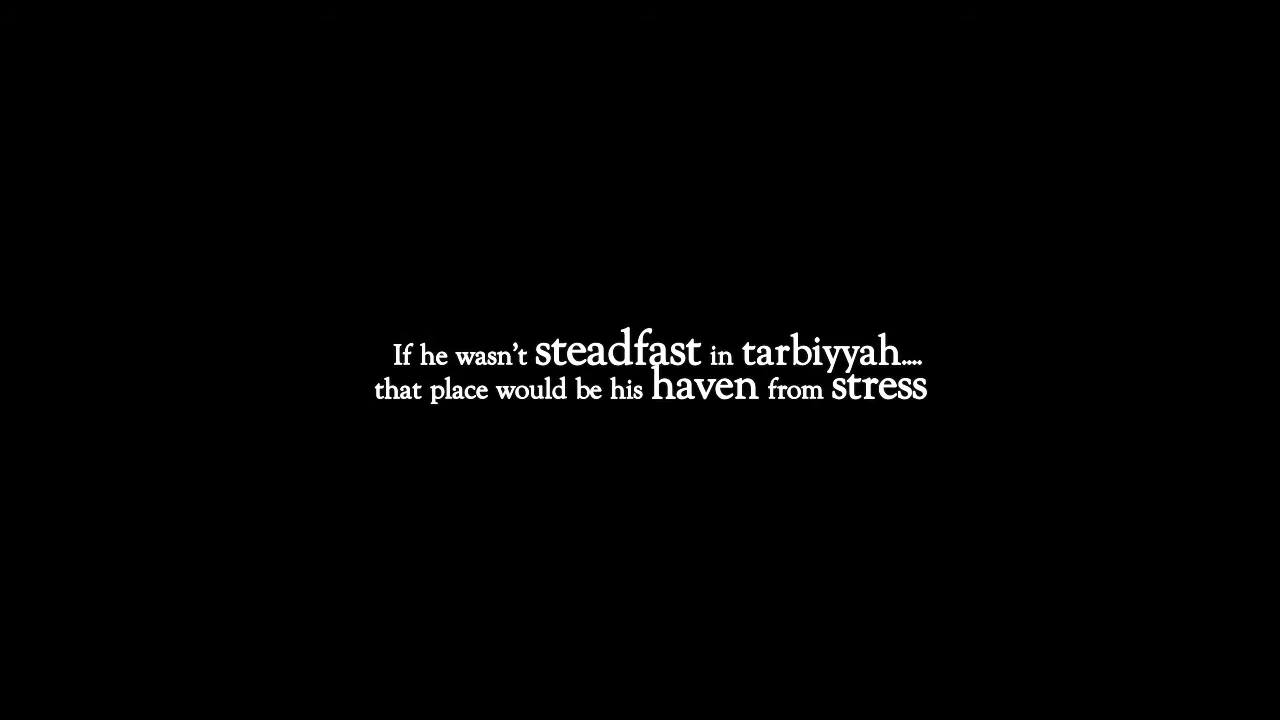 If he wasn't steadfast in tarbiyyah....
that place would be his haven from stress